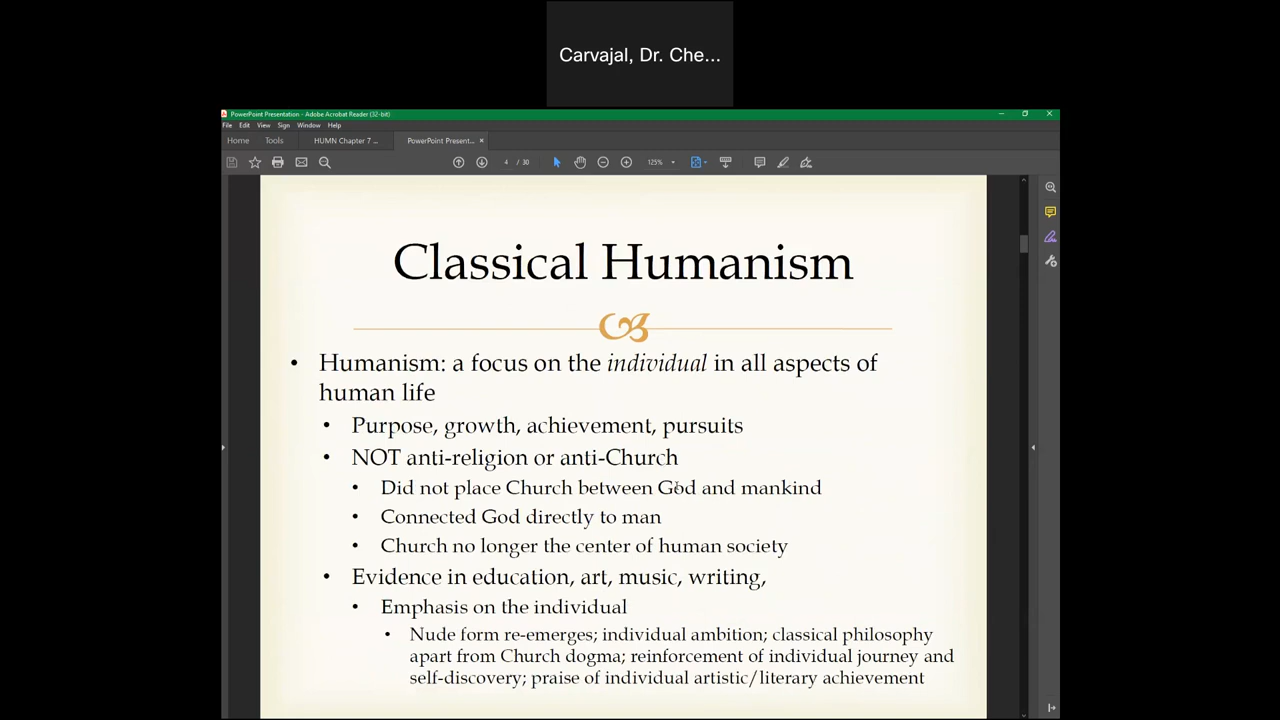 Carvajal, Dr. Che...
PowerPoint Presentation - Adobe Acrobat Reader (32-bit)
File Edit View Sign Window Help
Home Tools HUMN Chapter 7 ... PowerPoint Present... ×
4 / 30 125%
Classical Humanism
• Humanism: a focus on the individual in all aspects of
human life
• Purpose, growth, achievement, pursuits
• NOT anti-religion or anti-Church
• Did not place Church between God and mankind
• Connected God directly to man
• Church no longer the center of human society
• Evidence in education, art, music, writing,
• Emphasis on the individual
• Nude form re-emerges; individual ambition; classical philosophy
apart from Church dogma; reinforcement of individual journey and
self-discovery; praise of individual artistic/literary achievement